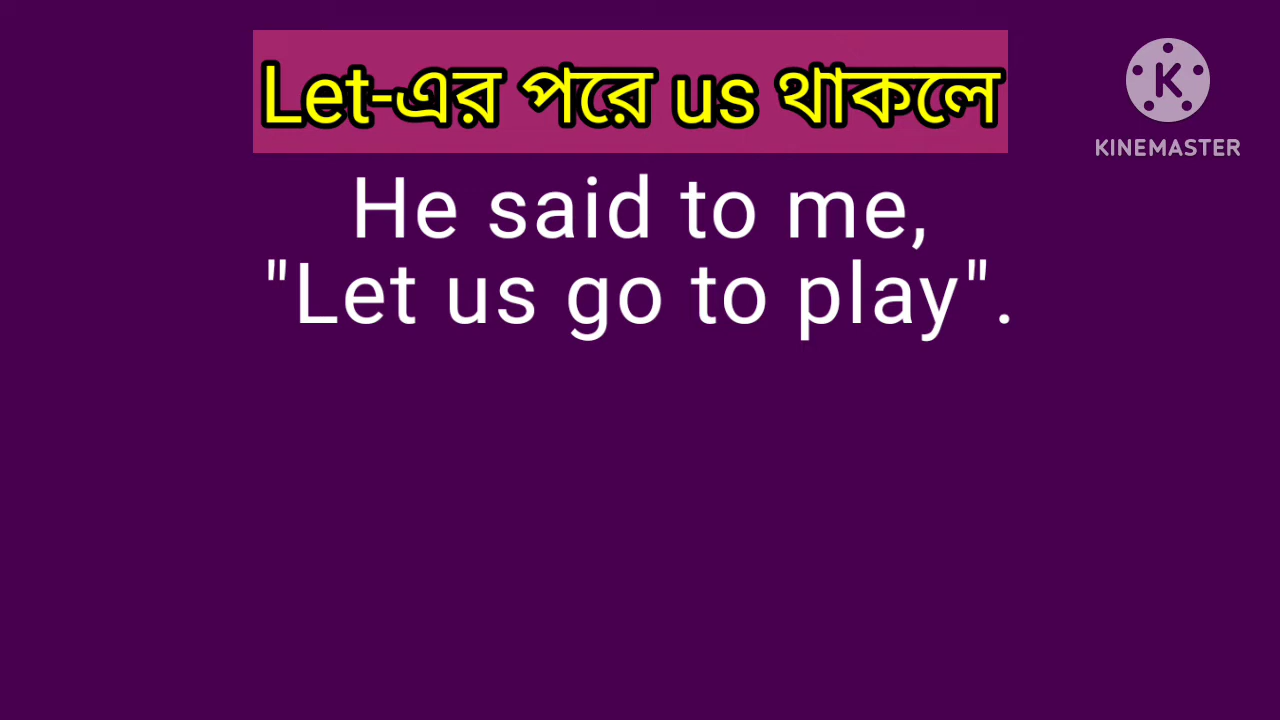 Let-এর পরে us থাকলে
KINEMASTER
He said to me,
"Let us go to play".